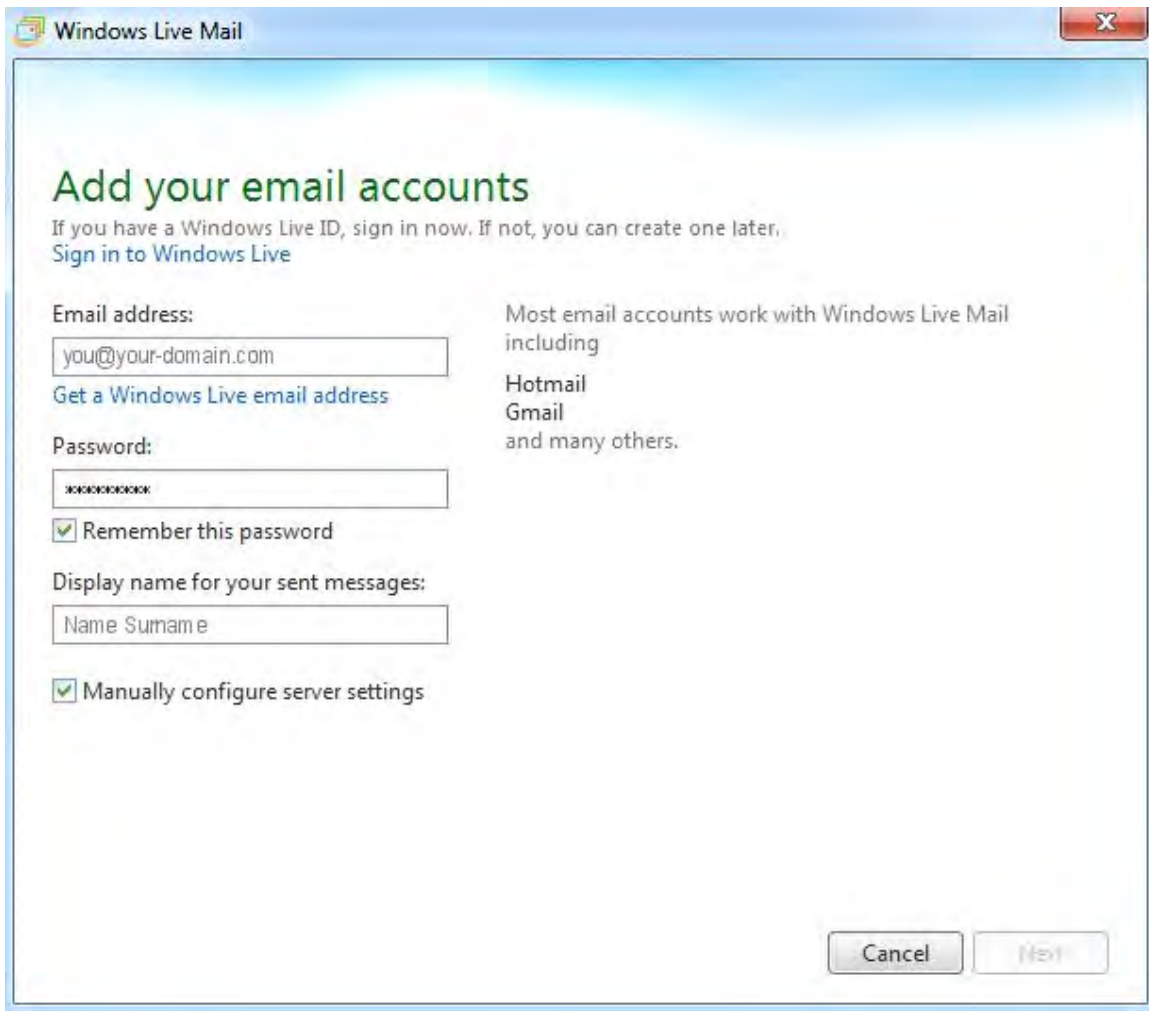 Windows Live Mail
X
Add your email accounts
If you have a Windows Live ID, sign in now. If not, you can create one later.
Sign in to Windows Live
Email address:
you@your-domain.com
Get a Windows Live email address
Password:
**********
Remember this password
Display name for your sent messages:
Name Surname
Manually configure server settings
Most email accounts work with Windows Live Mail
including
Hotmail
Gmail
and many others.
Cancel
Next